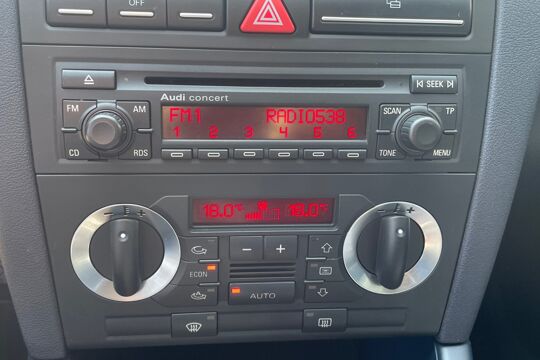 OFF
Audi concert
SEEK
FM AM
FM1 RADIO538
SCAN TP
1 2 3 4 5 6
CD RDS
TONE MENU
18.0°C 18.0°C
- +
- +
- +
ECON
AUTO